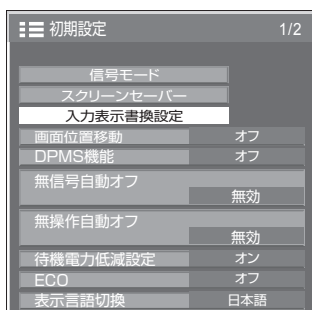 初期設定 1/2
信号モード
スクリーンセーバー
入力表示書換設定
画面位置移動 オフ
DPMS機能 オフ
無信号自動オフ
無効
無操作自動オフ
無効
待機電力低減設定 オン
ECO オフ
表示言語切換 日本語